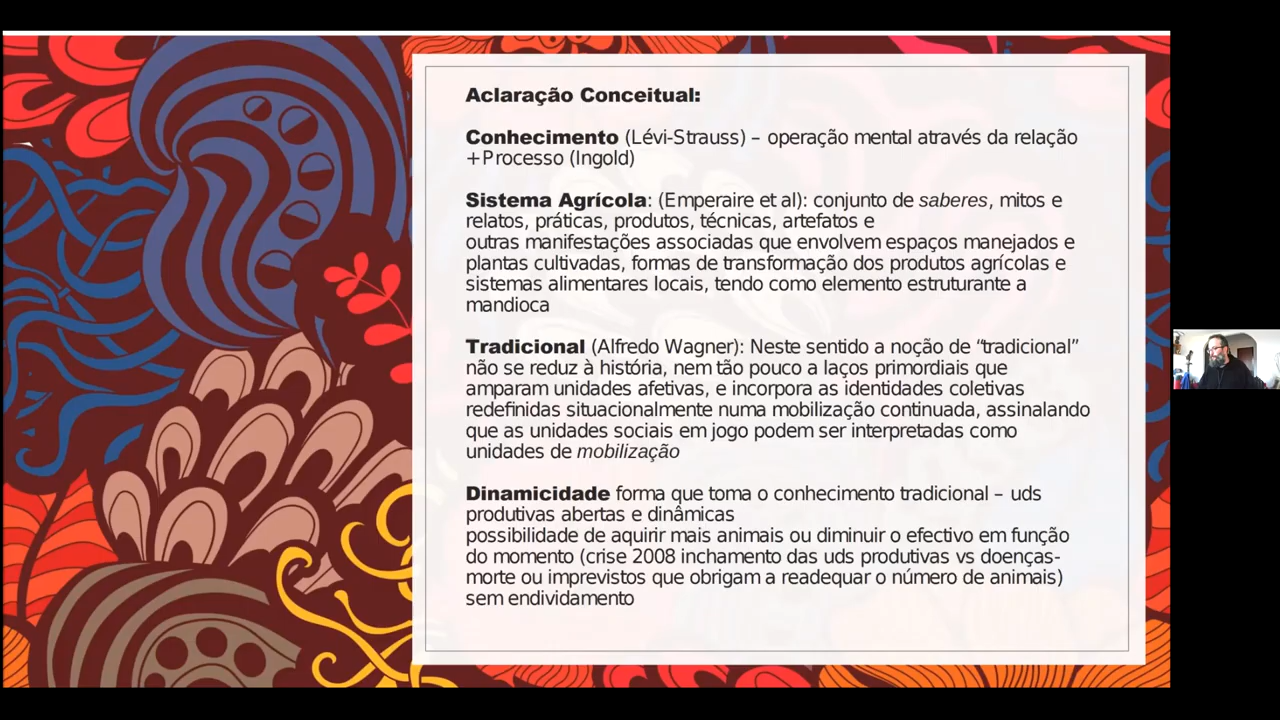 Aclaração Conceitual:
Conhecimento (Lévi-Strauss) – operação mental através da relação
+Processo (Ingold)
Sistema Agrícola: (Emperaire et al): conjunto de saberes, mitos e
relatos, práticas, produtos, técnicas, artefatos e
outras manifestações associadas que envolvem espaços manejados e
plantas cultivadas, formas de transformação dos produtos agrícolas e
sistemas alimentares locais, tendo como elemento estruturante a
mandioca
Tradicional (Alfredo Wagner): Neste sentido a noção de “tradicional”
não se reduz à história, nem tão pouco a laços primordiais que
amparam unidades afetivas, e incorpora as identidades coletivas
redefinidas situacionalmente numa mobilização continuada, assinalando
que as unidades sociais em jogo podem ser interpretadas como
unidades de mobilização
Dinamicidade forma que toma o conhecimento tradicional – uds
produtivas abertas e dinâmicas
possibilidade de aquirir mais animais ou diminuir o efectivo em função
do momento (crise 2008 inchamento das uds produtivas vs doenças-
morte ou imprevistos que obrigam a readequar o número de animais)
sem endividamento